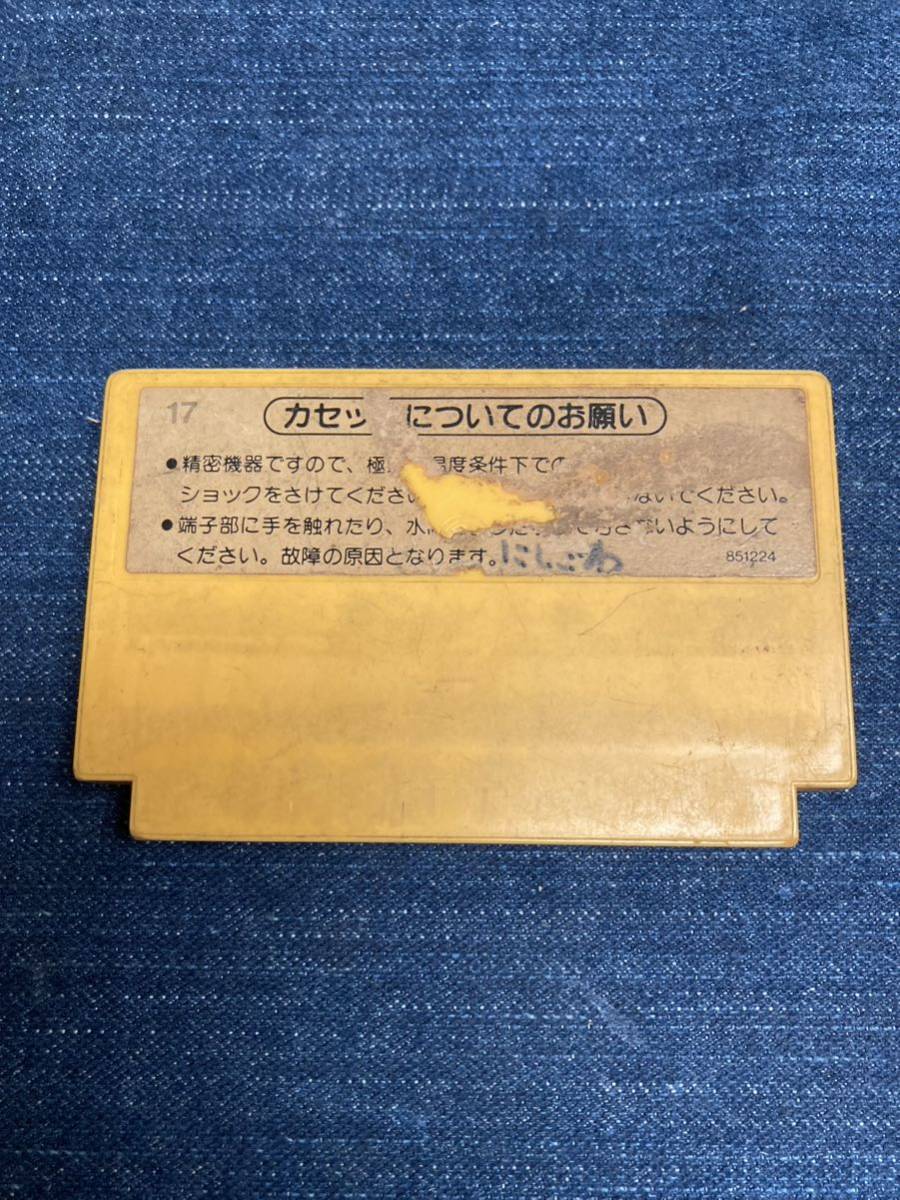 17
カセッ についてのお願い
●精密機器ですので、極 温度条件下での
ショックをさけてください ないでください。
●端子部に手を触れたり、水 ようにして
ください。故障の原因となります。にしざわ
851224